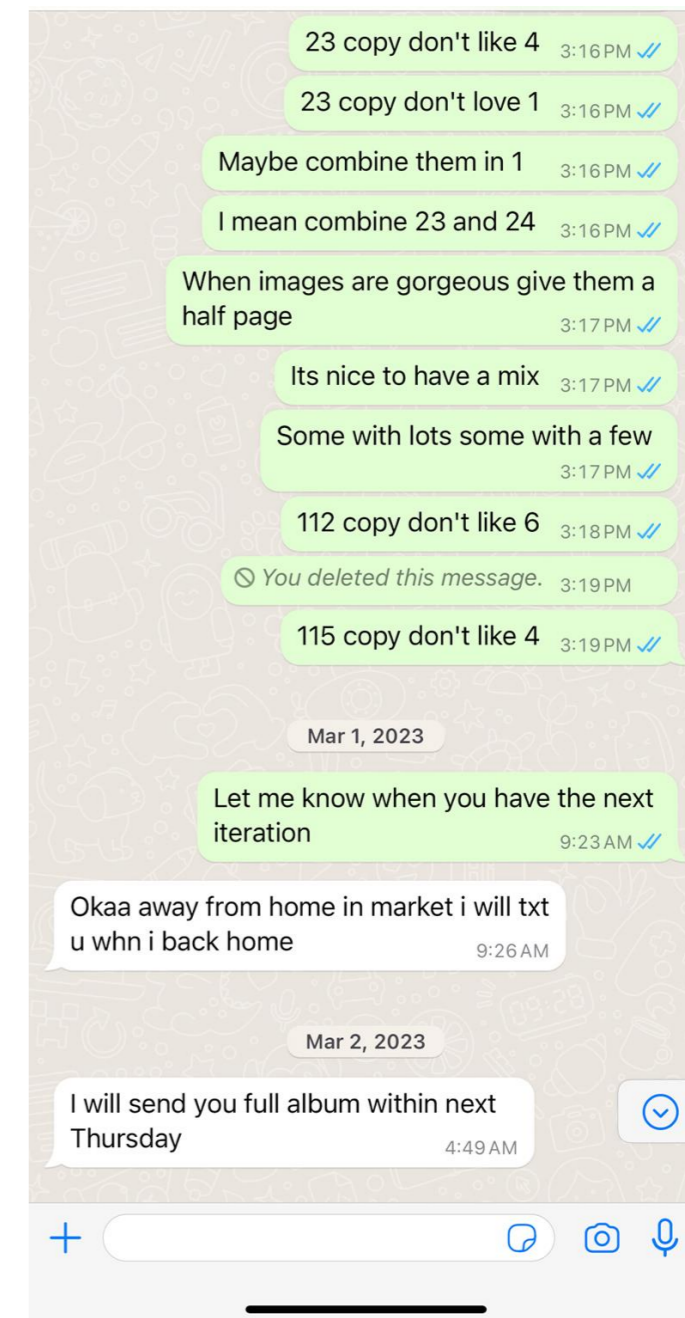 23 copy don't like 4 3:16 PM
23 copy don't love 1 3:16 PM
Maybe combine them in 1 3:16 PM
I mean combine 23 and 24 3:16 PM
When images are gorgeous give them a
half page 3:17 PM
Its nice to have a mix 3:17 PM
Some with lots some with a few
3:17 PM
112 copy don't like 6 3:18 PM
You deleted this message. 3:19 PM
115 copy don't like 4 3:19 PM
Mar 1, 2023
Let me know when you have the next
iteration 9:23 AM
Okaa away from home in market i will txt
u whn i back home 9:26 AM
Mar 2, 2023
I will send you full album within next
Thursday 4:49 AM